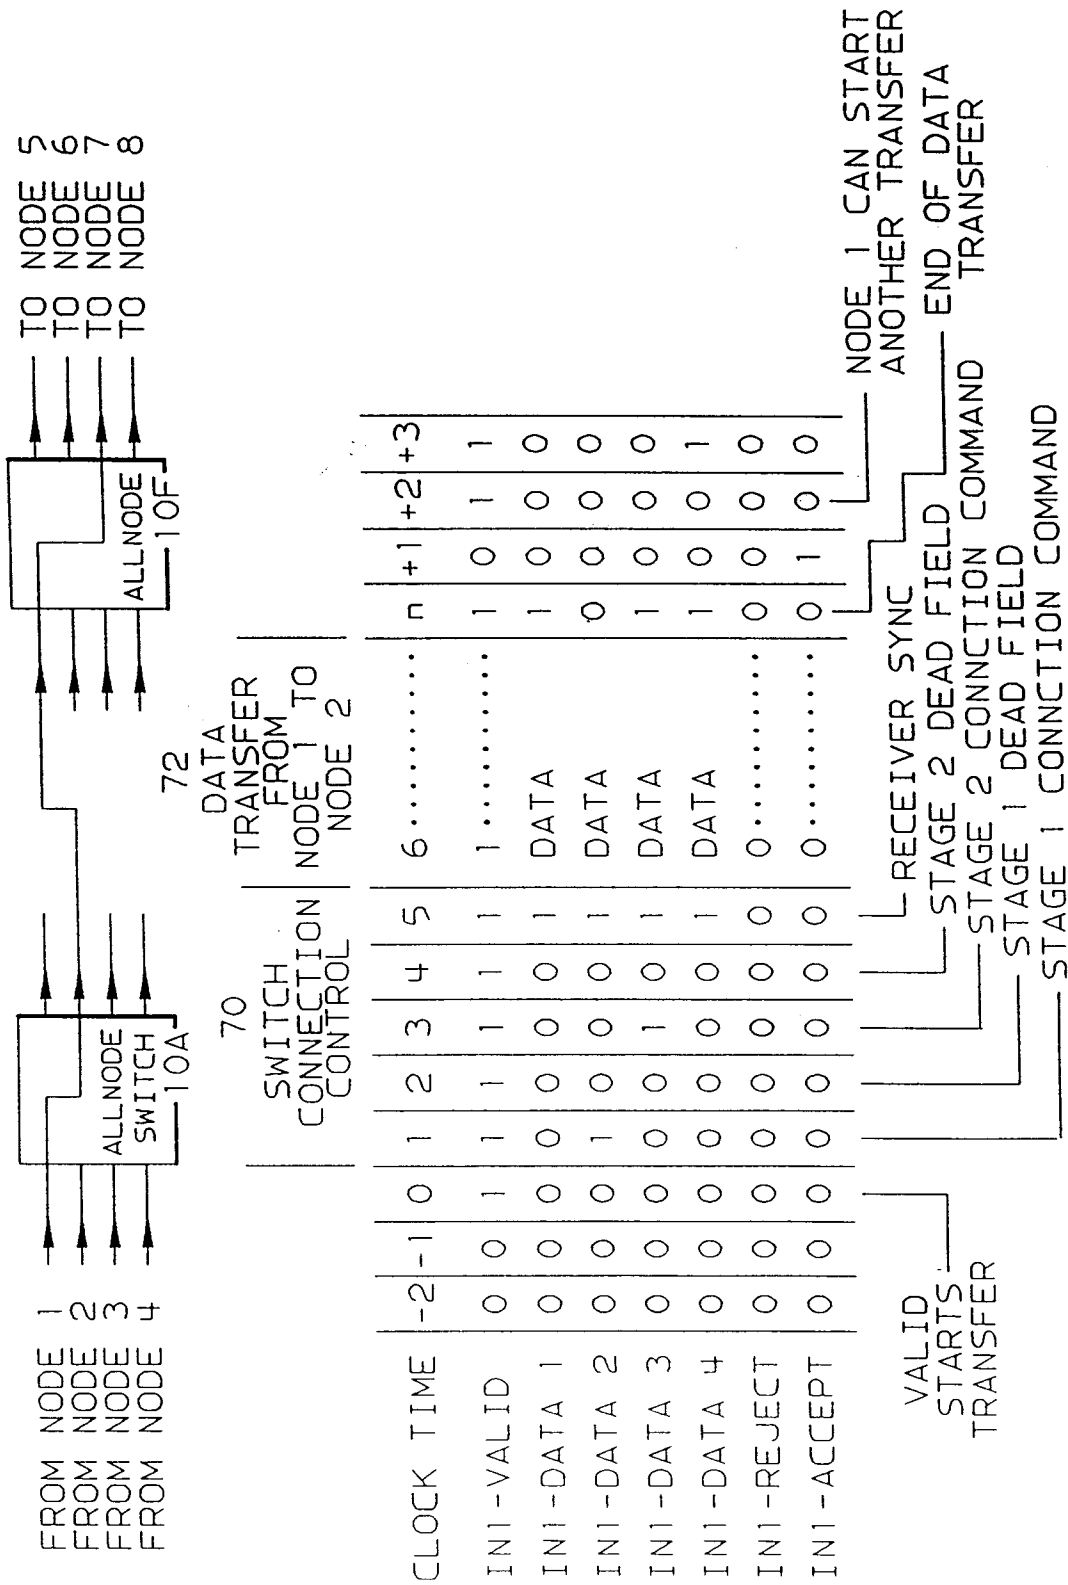 FROM NODE 1
FROM NODE 2
FROM NODE 3
FROM NODE 4
ALLNODE
SWITCH
10A
ALLNODE
10F
TO NODE 5
TO NODE 6
TO NODE 7
TO NODE 8
70
SWITCH
CONNECTION
CONTROL
72
DATA
TRANSFER
FROM
NODE 1 TO
NODE 2
CLOCK TIME -2 -1 0 1 2 3 4 5 6......... n +1 +2 +3
IN1-VALID 0 0 1 1 1 1 1 1 1......... 1 0 1 1
IN1-DATA 1 0 0 0 0 0 0 0 1 DATA 1 0 0 0
IN1-DATA 2 0 0 0 1 0 0 0 1 DATA 0 0 0 0
IN1-DATA 3 0 0 0 0 0 1 0 1 DATA 1 0 0 0
IN1-DATA 4 0 0 0 0 0 0 0 1 DATA 1 0 0 1
IN1-REJECT 0 0 0 0 0 0 0 0 0......... 0 0 0 0
IN1-ACCEPT 0 0 0 0 0 0 0 0 0......... 0 1 0 0
VALID
STARTS
TRANSFER
RECEIVER SYNC
STAGE 2 DEAD FIELD
STAGE 2 CONNCTION COMMAND
STAGE 1 DEAD FIELD
STAGE 1 CONNCTION COMMAND
NODE 1 CAN START
ANOTHER TRANSFER
END OF DATA
TRANSFER